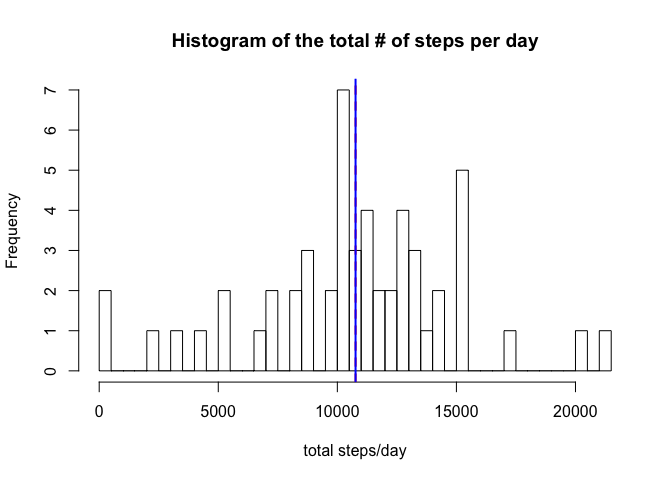 Histogram of the total # of steps per day
Frequency
7
6
5
4
3
2
1
0
0 5000 10000 15000 20000
total steps/day